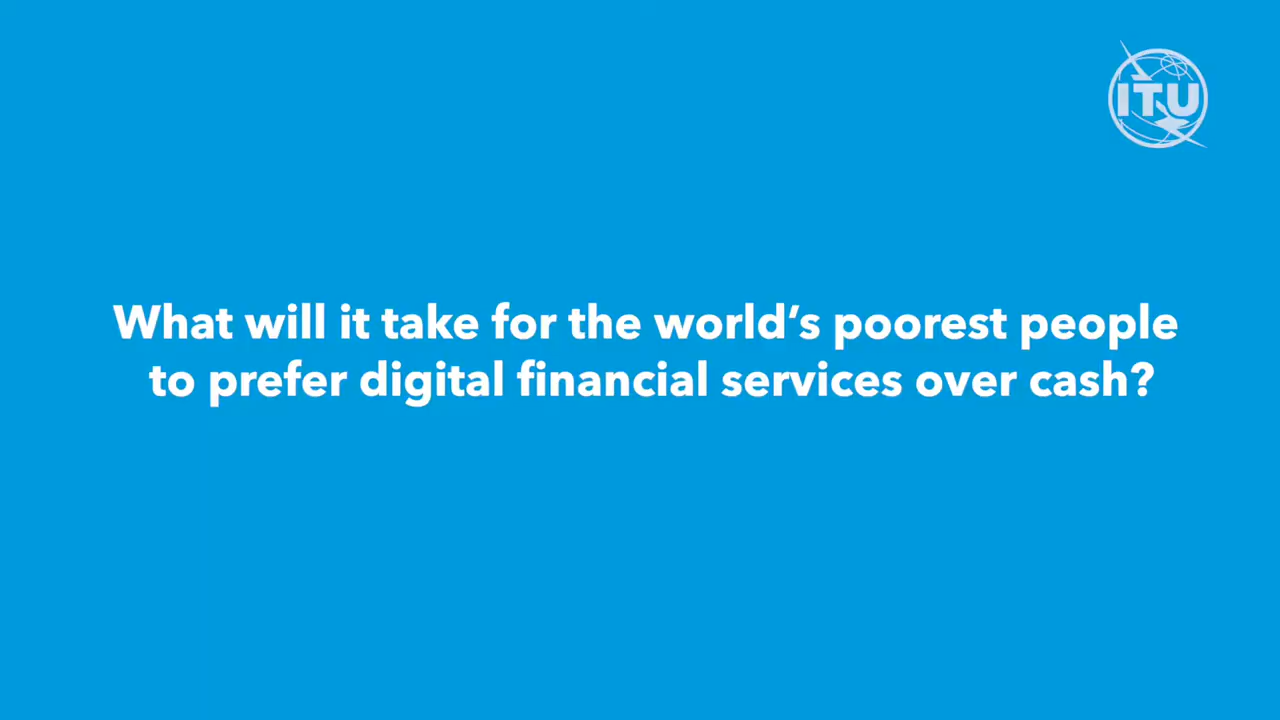 ITU
What will it take for the world’s poorest people
to prefer digital financial services over cash?